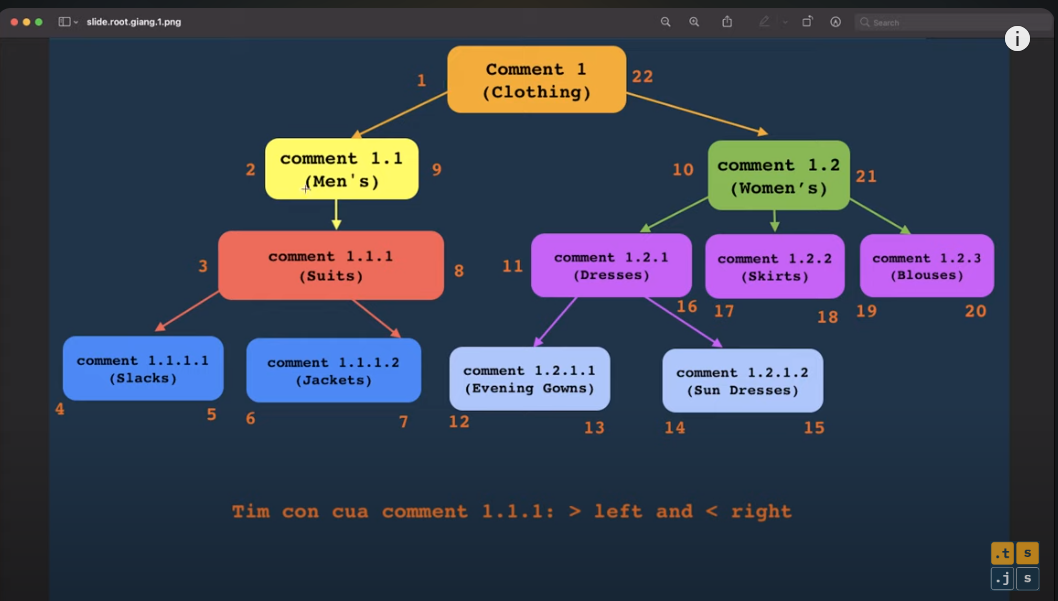 slide.root.giang.1.png
Search
i
1
Comment 1
(Clothing)
22
2
comment 1.1
(Men's)
9
10
comment 1.2
(Women’s)
21
3
comment 1.1.1
(Suits)
8
11
comment 1.2.1
(Dresses)
16
comment 1.2.2
(Skirts)
17
18
comment 1.2.3
(Blouses)
19
20
comment 1.1.1.1
(Slacks)
4
5
comment 1.1.1.2
(Jackets)
6
7
comment 1.2.1.1
(Evening Gowns)
12
13
comment 1.2.1.2
(Sun Dresses)
14
15
Tim con cua comment 1.1.1: > left and < right
.t s
.j s